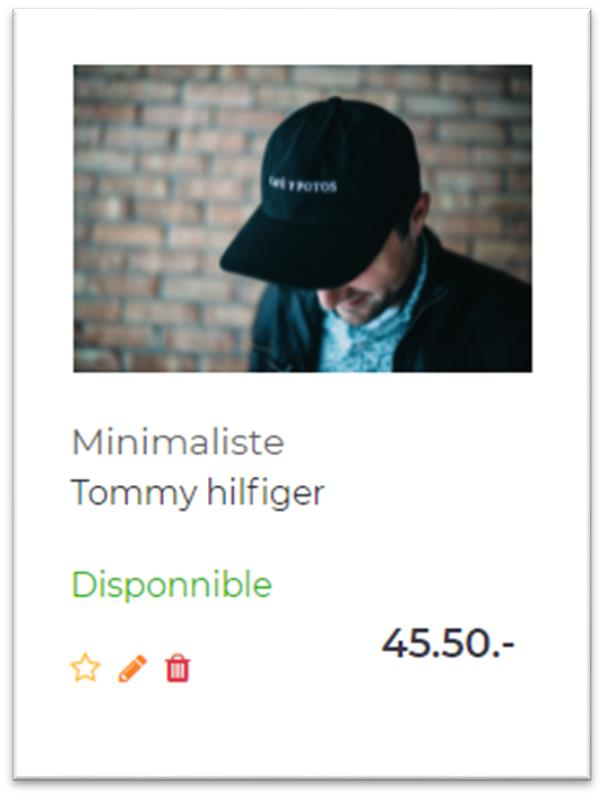 Minimaliste
Tommy hilfiger
Disponnible
45.50.-